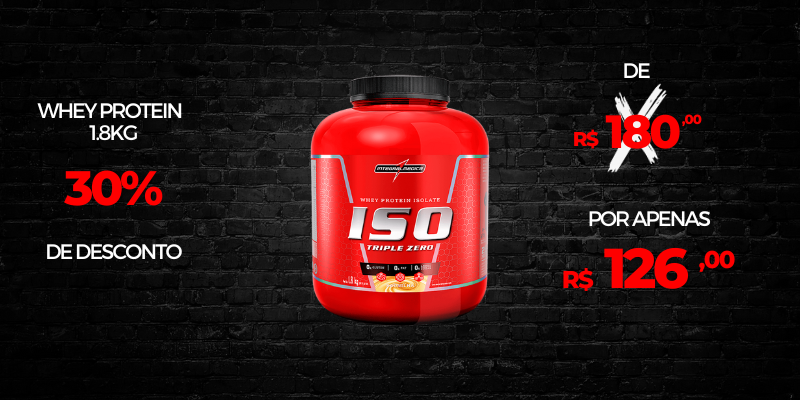 WHEY PROTEIN
1.8KG
30%
DE DESCONTO
INTEGRALMEDICA
WHEY PROTEIN ISOLATE
ISO
TRIPLE ZERO
DE
R$ 180,00
POR APENAS
R$ 126,00